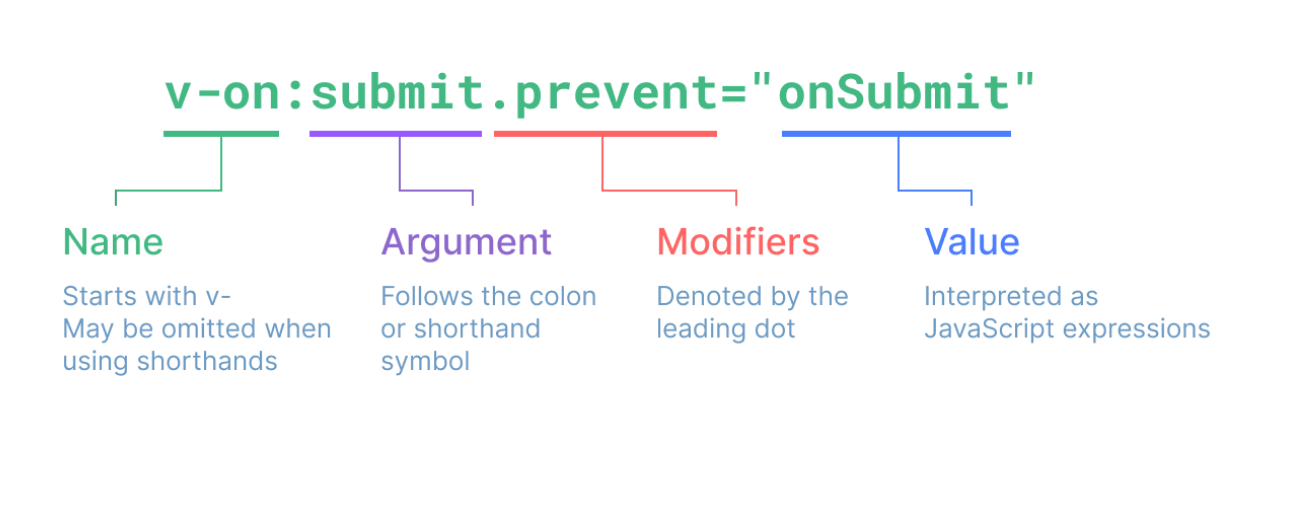 v-on:submit.prevent="onSubmit"
Name
Starts with v-
May be omitted when
using shorthands
Argument
Follows the colon
or shorthand
symbol
Modifiers
Denoted by the
leading dot
Value
Interpreted as
JavaScript expressions